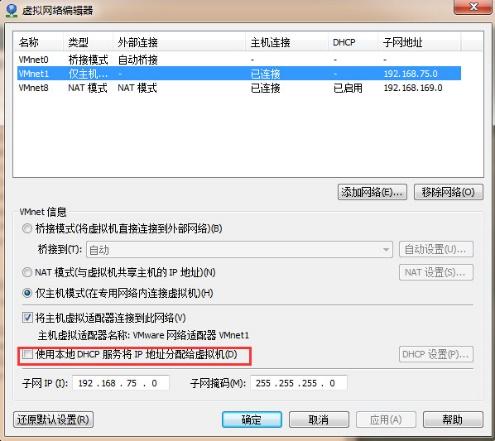 虚拟网络编辑器
名称 类型 外部连接 主机连接 DHCP 子网地址
VMnet0 桥接模式 自动桥接 - - -
VMnet1 仅主机... - 已连接 - 192.168.75.0
VMnet8 NAT 模式 NAT 模式 已连接 已启用 192.168.169.0
添加网络(E)... 移除网络(O)
VMnet 信息
桥接模式(将虚拟机直接连接到外部网络)(B)
桥接到(T): 自动 自动设置(U)...
NAT 模式(与虚拟机共享主机的 IP 地址)(N) NAT 设置(S)...
仅主机模式(在专用网络内连接虚拟机)(H)
将主机虚拟适配器连接到此网络(V)
主机虚拟适配器名称: VMware 网络适配器 VMnet1
使用本地 DHCP 服务将 IP 地址分配给虚拟机(D) DHCP 设置(P)...
子网 IP (I): 192 .168 . 75 . 0 子网掩码(M): 255 .255 .255 . 0
还原默认设置(R) 确定 取消 应用(A) 帮助